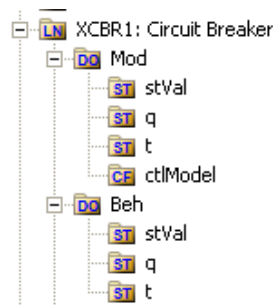 LN XCBR1: Circuit Breaker
DO Mod
ST stVal
ST q
ST t
CF ctlModel
DO Beh
ST stVal
ST q
ST t